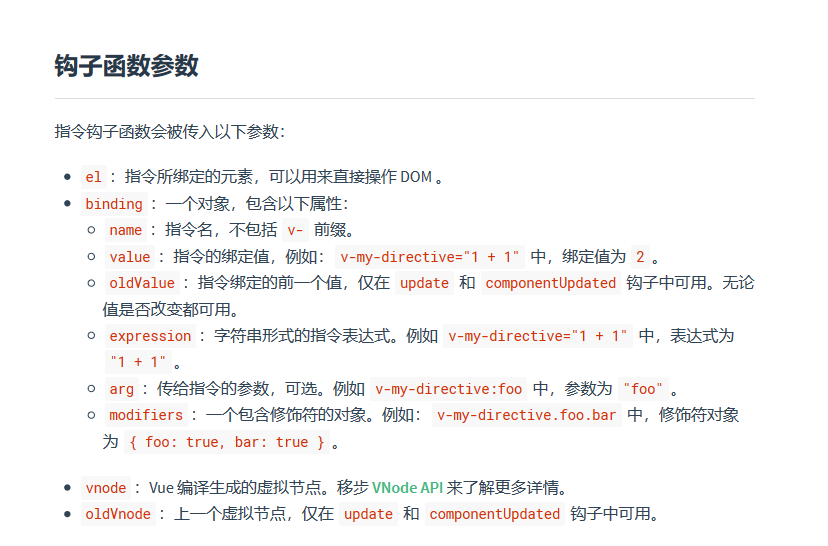 钩子函数参数
指令钩子函数会被传入以下参数：
el ：指令所绑定的元素，可以用来直接操作 DOM 。
binding ：一个对象，包含以下属性：
name ：指令名，不包括 v- 前缀。
value ：指令的绑定值，例如： v-my-directive="1 + 1" 中，绑定值为 2 。
oldValue ：指令绑定的前一个值，仅在 update 和 componentUpdated 钩子中可用。无论
值是否改变都可用。
expression ：字符串形式的指令表达式。例如 v-my-directive="1 + 1" 中，表达式为
"1 + 1" 。
arg ：传给指令的参数，可选。例如 v-my-directive:foo 中，参数为 "foo" 。
modifiers ：一个包含修饰符的对象。例如： v-my-directive.foo.bar 中，修饰符对象
为 { foo: true, bar: true } 。
vnode ：Vue 编译生成的虚拟节点。移步 VNode API 来了解更多详情。
oldVnode ：上一个虚拟节点，仅在 update 和 componentUpdated 钩子中可用。